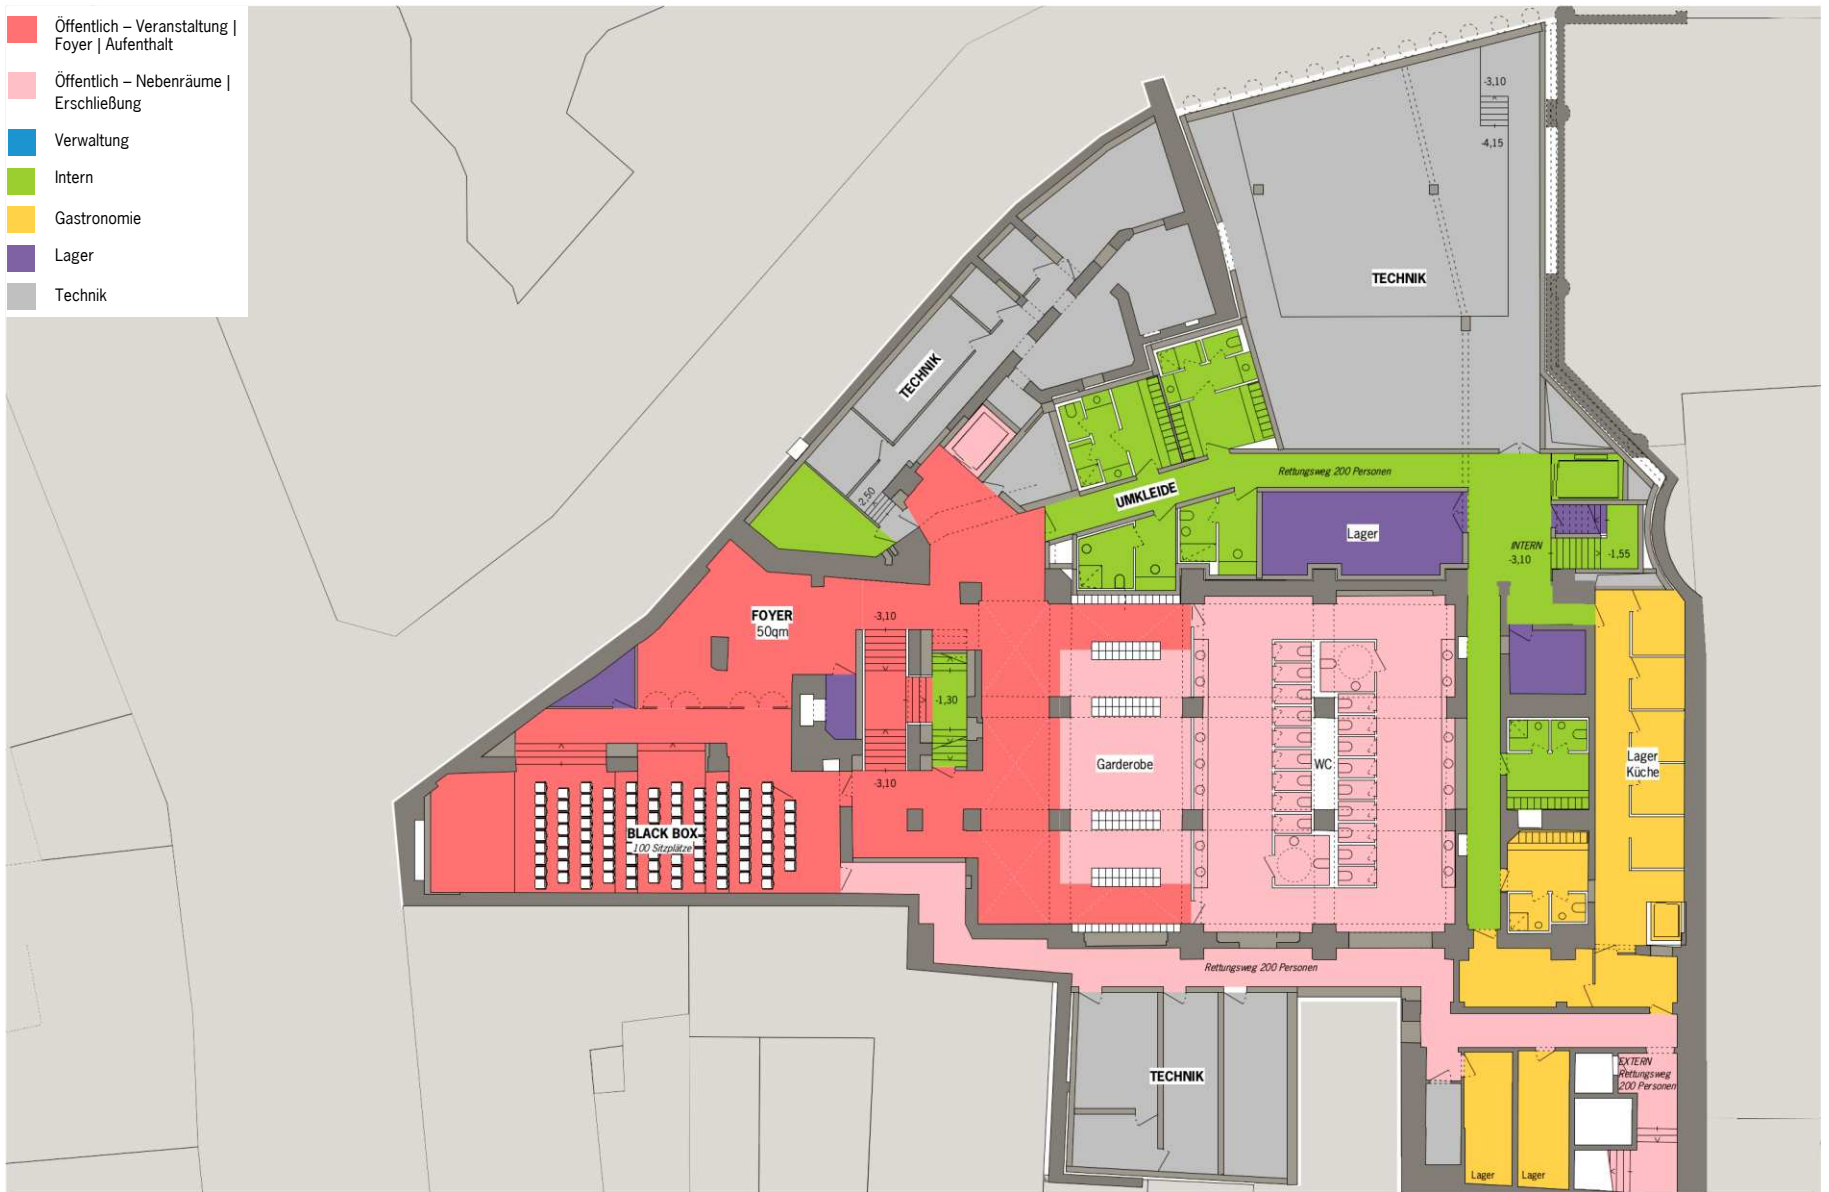 Öffentlich – Veranstaltung |
Foyer | Aufenthalt
Öffentlich – Nebenräume |
Erschließung
Verwaltung
Intern
Gastronomie
Lager
Technik
-3,10
-4,15
TECHNIK
TECHNIK
Rettungsweg 200 Personen
UMKLEIDE
-2,50
Lager
INTERN
-3,10
-1,55
FOYER
50qm
-3,10
-1,30
-3,10
Garderobe
WC
Lager
Küche
BLACK BOX
100 Sitzplätze
Rettungsweg 200 Personen
TECHNIK
EXTERN
Rettungsweg
200 Personen
Lager
Lager